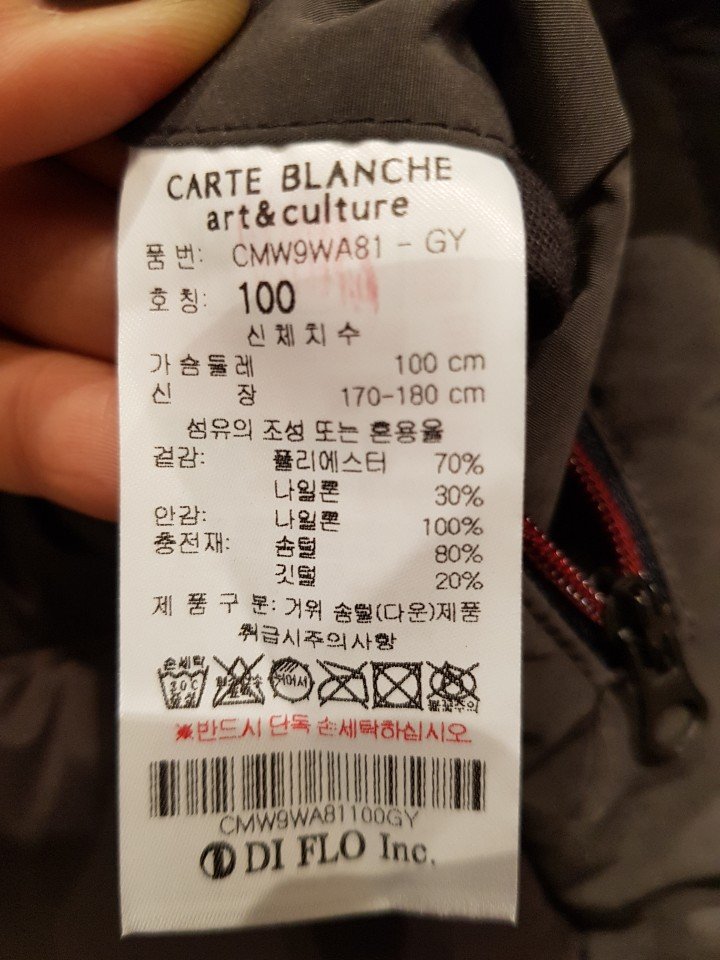 CARTE BLANCHE
art&culture
품 번: CMW9WA81 - GY
호 칭: 100
신 체 치 수
가 슴 둘 레 100 cm
신 장 170-180 cm
섬유의 조성 또는 혼용율
겉감: 폴리에스터 70%
나일론 30%
안감: 나일론 100%
충전재: 솜털 80%
깃털 20%
제 품 구 분: 거위 솜털(다운)제품
취급시주의사항
손세탁
※반드시 단독 손세탁하십시오
CMW9WA81100GY
DI FLO Inc.